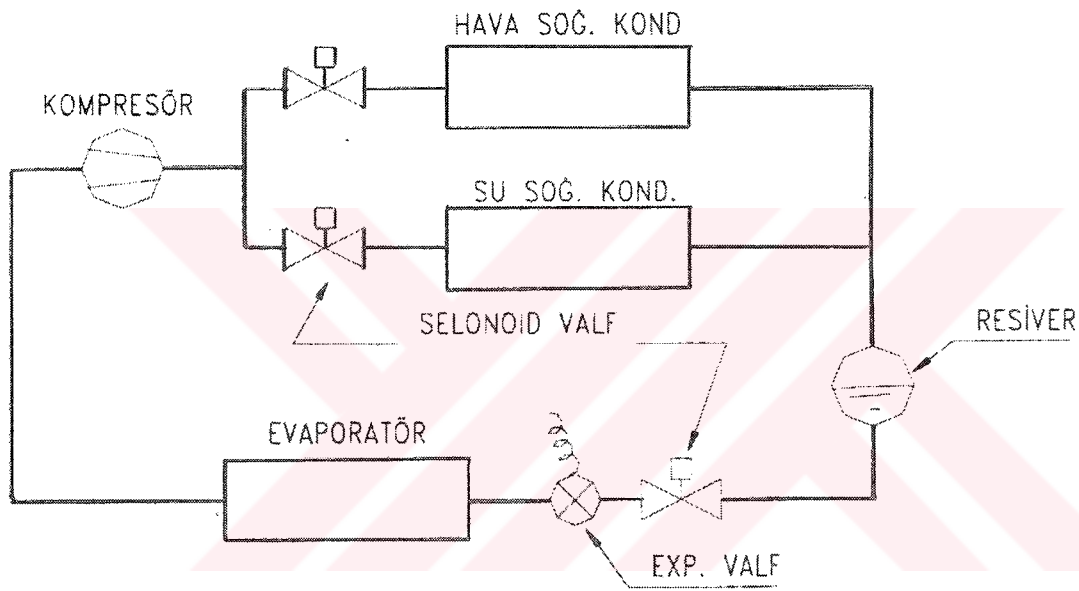 HAVA SOĞ. KOND
KOMPRESÖR
SU SOĞ. KOND.
SELONOID VALF
RESİVER
EVAPORATÖR
EXP. VALF